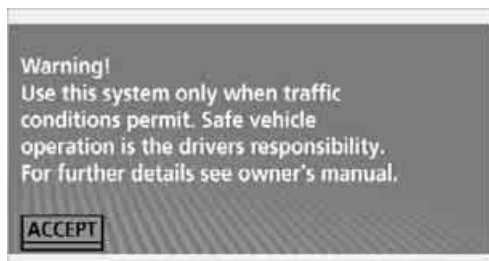 Warning!
Use this system only when traffic
conditions permit. Safe vehicle
operation is the drivers responsibility.
For further details see owner's manual.
ACCEPT